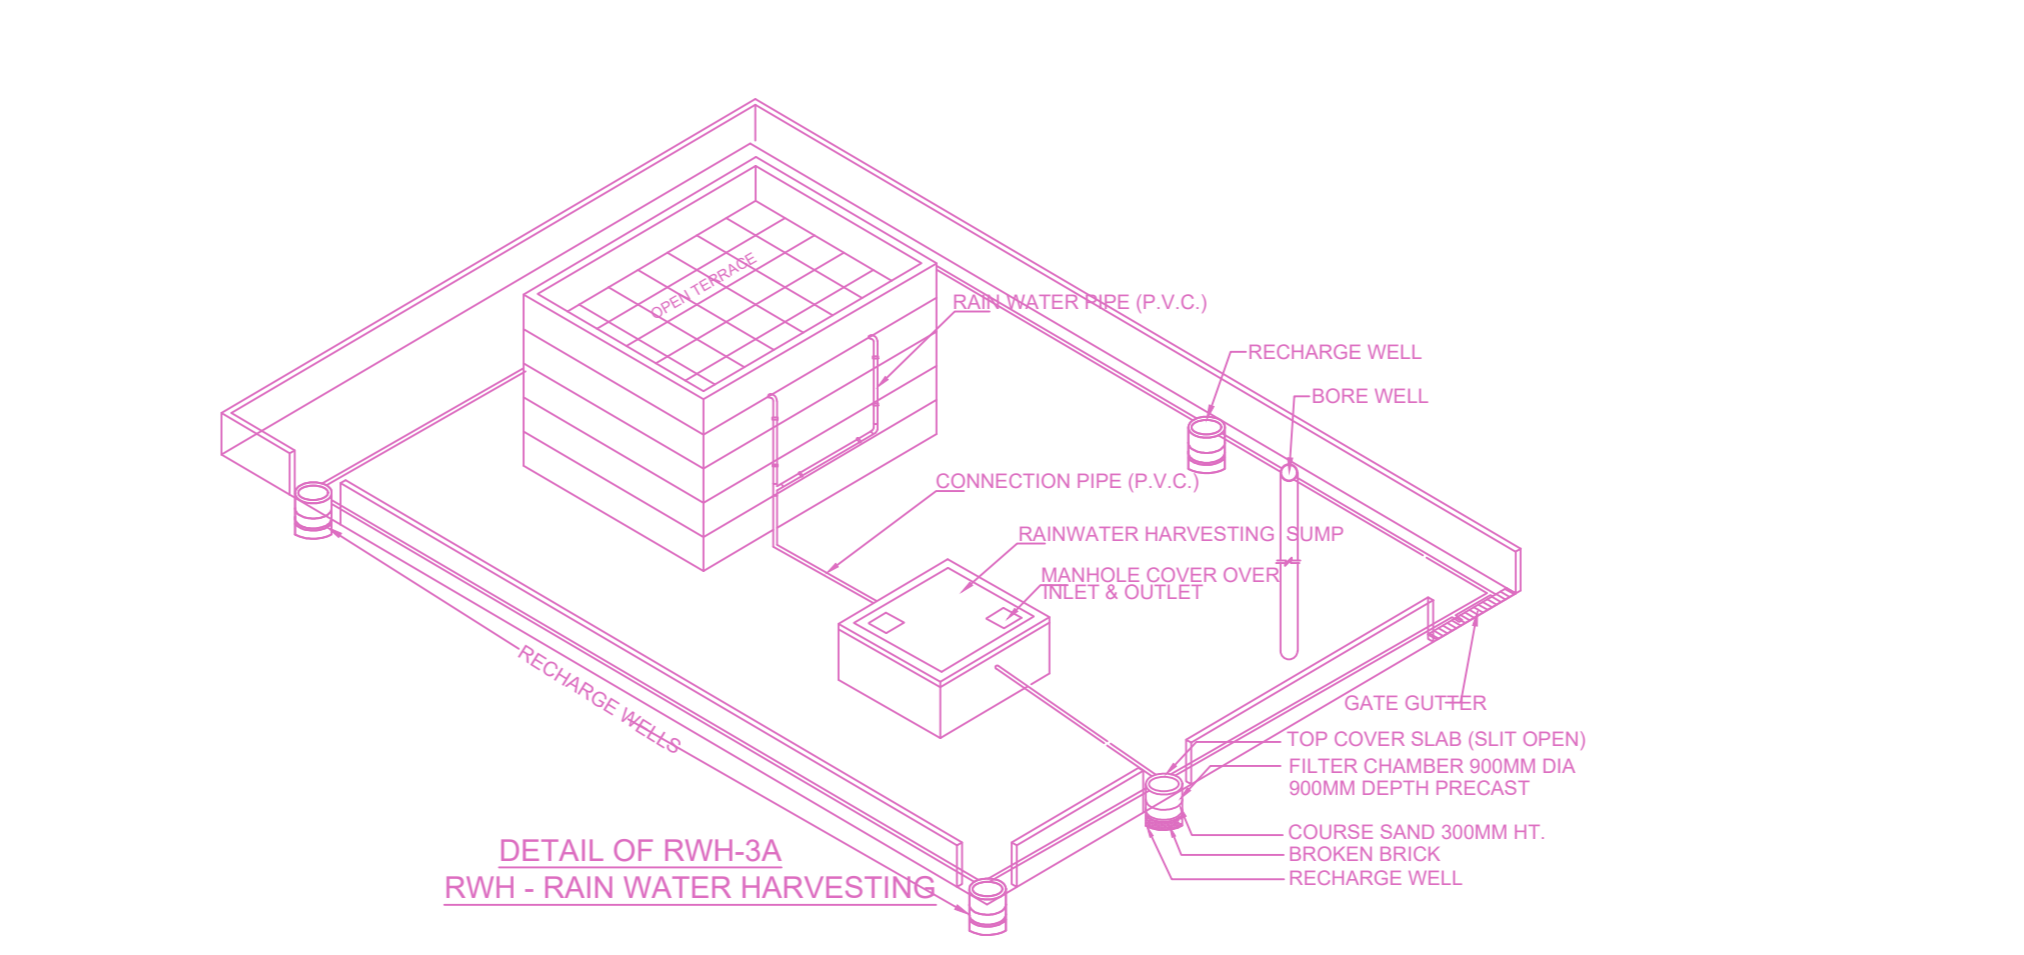 OPEN TERRACE
RAIN WATER PIPE (P.V.C.)
RECHARGE WELL
BORE WELL
CONNECTION PIPE (P.V.C.)
RAINWATER HARVESTING SUMP
MANHOLE COVER OVER
INLET & OUTLET
RECHARGE WELLS
GATE GUTTER
TOP COVER SLAB (SLIT OPEN)
FILTER CHAMBER 900MM DIA
900MM DEPTH PRECAST
COURSE SAND 300MM HT.
BROKEN BRICK
RECHARGE WELL
DETAIL OF RWH-3A
RWH - RAIN WATER HARVESTING